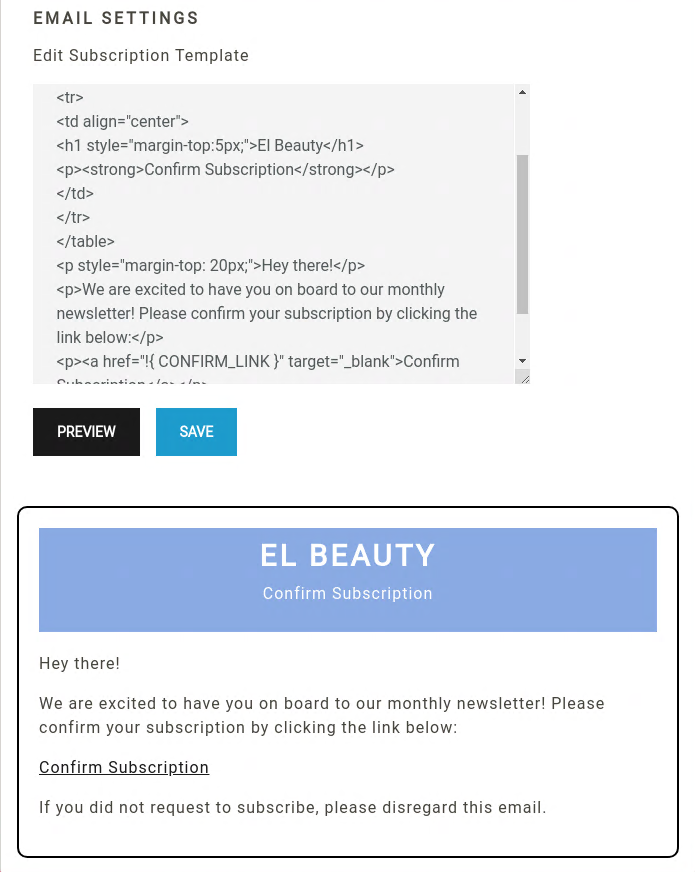 EMAIL SETTINGS
Edit Subscription Template
<tr>
<td align="center">
<h1 style="margin-top:5px;">El Beauty</h1>
<p><strong>Confirm Subscription</strong></p>
</td>
</tr>
</table>
<p style="margin-top: 20px;">Hey there!</p>
<p>We are excited to have you on board to our monthly
newsletter! Please confirm your subscription by clicking the
link below:</p>
<p><a href="!{ CONFIRM_LINK }" target="_blank">Confirm
Subscription</a></p>
PREVIEW SAVE
EL BEAUTY
Confirm Subscription
Hey there!
We are excited to have you on board to our monthly newsletter! Please
confirm your subscription by clicking the link below:
Confirm Subscription
If you did not request to subscribe, please disregard this email.